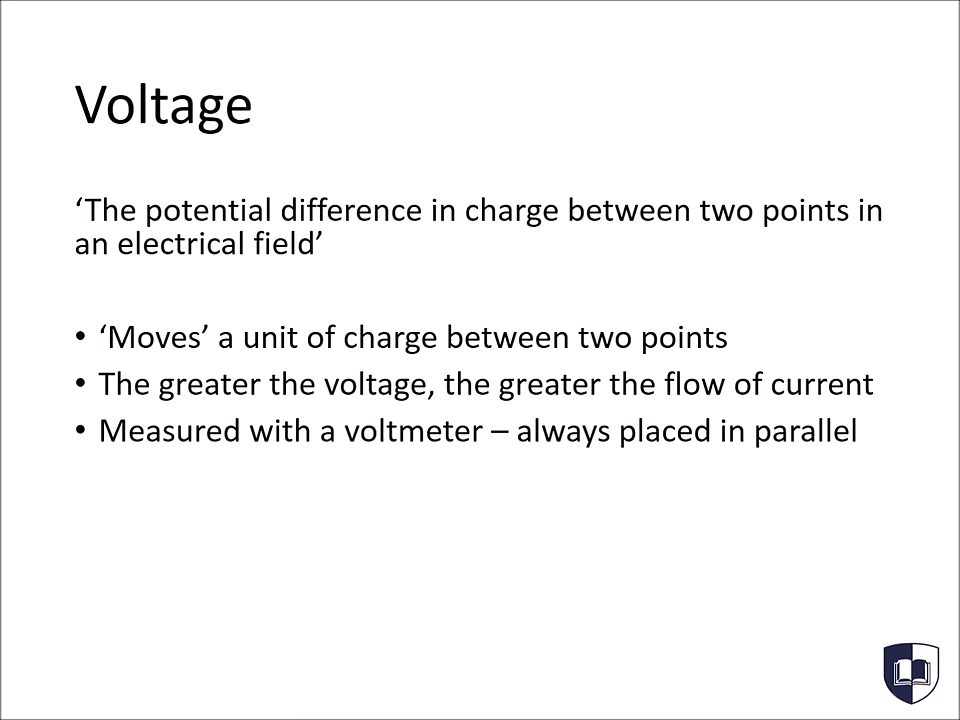 Voltage
‘The potential difference in charge between two points in
an electrical field’
• ‘Moves’ a unit of charge between two points
• The greater the voltage, the greater the flow of current
• Measured with a voltmeter – always placed in parallel